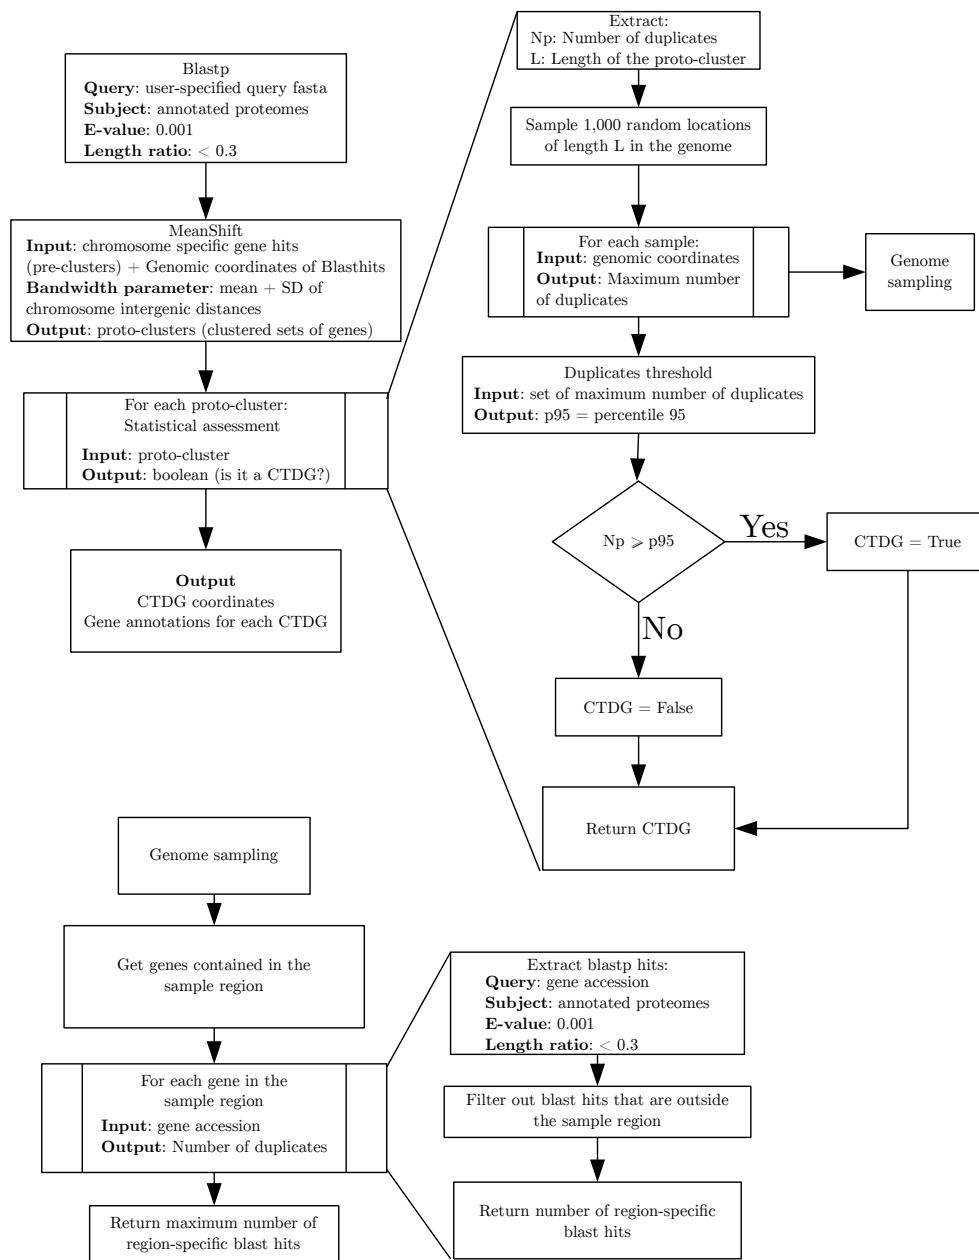 Blastp
Query: user-specified query fasta
Subject: annotated proteomes
E-value: 0.001
Length ratio: < 0.3
MeanShift
Input: chromosome specific gene hits
(pre-clusters) + Genomic coordinates of Blasthits
Bandwidth parameter: mean + SD of
chromosome intergenic distances
Output: proto-clusters (clustered sets of genes)
For each proto-cluster:
Statistical assessment
Input: proto-cluster
Output: boolean (is it a CTDG?)
Output
CTDG coordinates
Gene annotations for each CTDG
Extract:
Np: Number of duplicates
L: Length of the proto-cluster
Sample 1,000 random locations
of length L in the genome
For each sample:
Input: genomic coordinates
Output: Maximum number
of duplicates
Genome
sampling
Duplicates threshold
Input: set of maximum number of duplicates
Output: p95 = percentile 95
Np ⩾ p95
Yes
CTDG = True
No
CTDG = False
Return CTDG
Genome sampling
Get genes contained in the
sample region
For each gene in the
sample region
Input: gene accession
Output: Number of duplicates
Return maximum number of
region-specific blast hits
Extract blastp hits:
Query: gene accession
Subject: annotated proteomes
E-value: 0.001
Length ratio: < 0.3
Filter out blast hits that are outside
the sample region
Return number of region-specific
blast hits